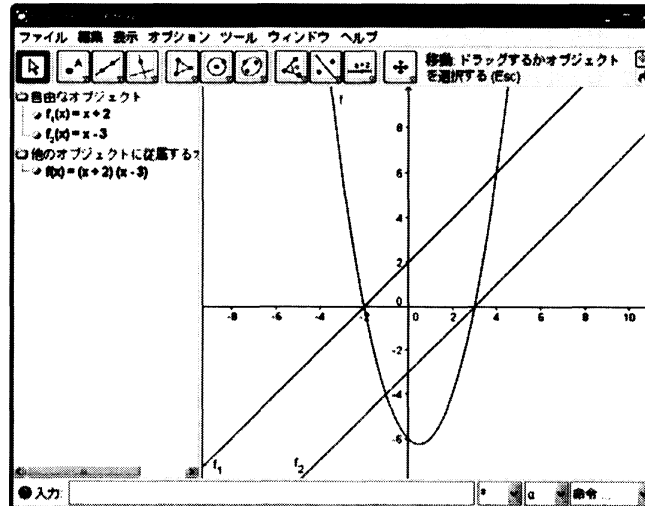 ファイル 編集 表示 オプション ツール ウィンドウ ヘルプ
移動: ドラッグするかオブジェクト
を選択する (Esc)
自由なオブジェクト
f₁(x) = x + 2
f₂(x) = x - 3
他のオブジェクトに従属するオ
f(x) = (x + 2) (x - 3)
f
8
6
4
2
0
-8 -6 -4 -2 0 2 4 6 8 10
-2
-4
-6
f₁ f₂
入力:
α
命令 ...